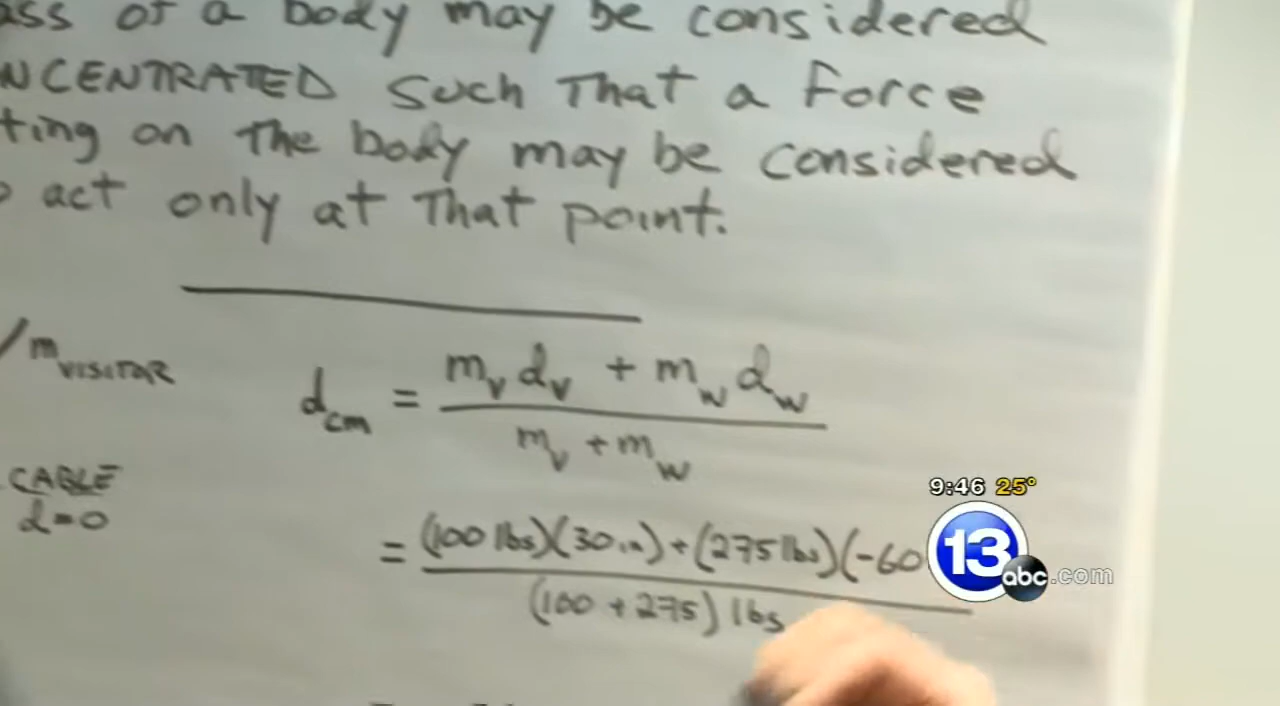 ass of a body may be considered
NCENTRATED such That a force
ting on The body may be considered
o act only at That point.
/m VISITOR
d cm = m v d v + m w d w
m v + m w
CABLE
d=0
= (100 lbs)(30 in) + (275 lbs)(-60
(100 + 275) lbs
9:46 25°
13
abc.com